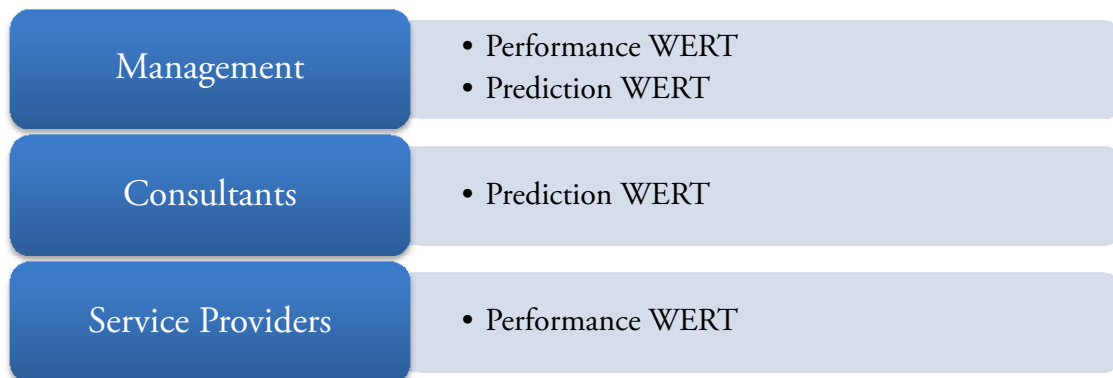 Management
• Performance WERT
• Prediction WERT
Consultants
• Prediction WERT
Service Providers
• Performance WERT